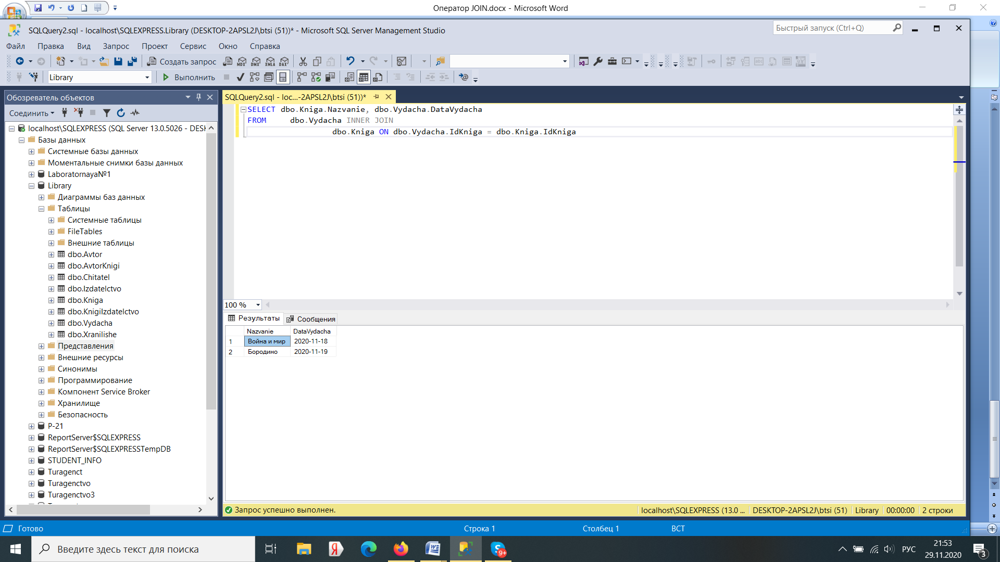 Оператор JOIN.docx - Microsoft Word
SQLQuery2.sql - localhost\SQLEXPRESS.Library (DESKTOP-2APSL2J\btsi (51))* - Microsoft SQL Server Management Studio
Быстрый запуск (Ctrl+Q)
Файл Правка Вид Запрос Проект Сервис Окно Справка
Создать запрос
MDX DMX XMLA DAX
Library
Выполнить
Обозреватель объектов
Соединить
localhost\SQLEXPRESS (SQL Server 13.0.5026 - DESK
Базы данных
Системные базы данных
Моментальные снимки базы данных
Laboratornaya№1
Library
Диаграммы баз данных
Таблицы
Системные таблицы
FileTables
Внешние таблицы
dbo.Avtor
dbo.AvtorKnigi
dbo.Chitatel
dbo.Izdatelctvo
dbo.Kniga
dbo.KnigiIzdatelctvo
dbo.Vydacha
dbo.Xranilishe
Представления
Внешние ресурсы
Синонимы
Программирование
Компонент Service Broker
Хранилище
Безопасность
P-21
ReportServer$SQLEXPRESS
ReportServer$SQLEXPRESSTempDB
STUDENT_INFO
Turagenct
Turagenctvo
Turagenctvo3
SQLQuery2.sql - loc...-2APSL2J\btsi (51))*
SELECT dbo.Kniga.Nazvanie, dbo.Vydacha.DataVydacha
FROM dbo.Vydacha INNER JOIN
dbo.Kniga ON dbo.Vydacha.IdKniga = dbo.Kniga.IdKniga
100 %
Результаты Сообщения
Nazvanie DataVydacha
1 Война и мир 2020-11-18
2 Бородино 2020-11-19
Запрос успешно выполнен.
localhost\SQLEXPRESS (13.0 ... DESKTOP-2APSL2J\btsi (51) Library 00:00:00 2 строки
Готово Строка 1 Столбец 1 ВСТ
Введите здесь текст для поиска
Я
W
S 9+
РУС
21:53
29.11.2020
3